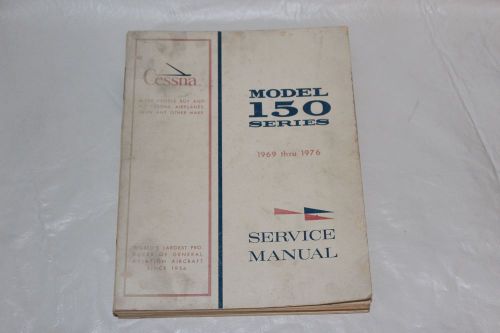 Cessna
MORE PEOPLE BUY AND
FLY CESSNA AIRPLANES
THAN ANY OTHER MAKE
WORLD'S LARGEST PRO-
DUCER OF GENERAL
AVIATION AIRCRAFT
SINCE 1956
MODEL
150
SERIES
1969 thru 1976
SERVICE
MANUAL